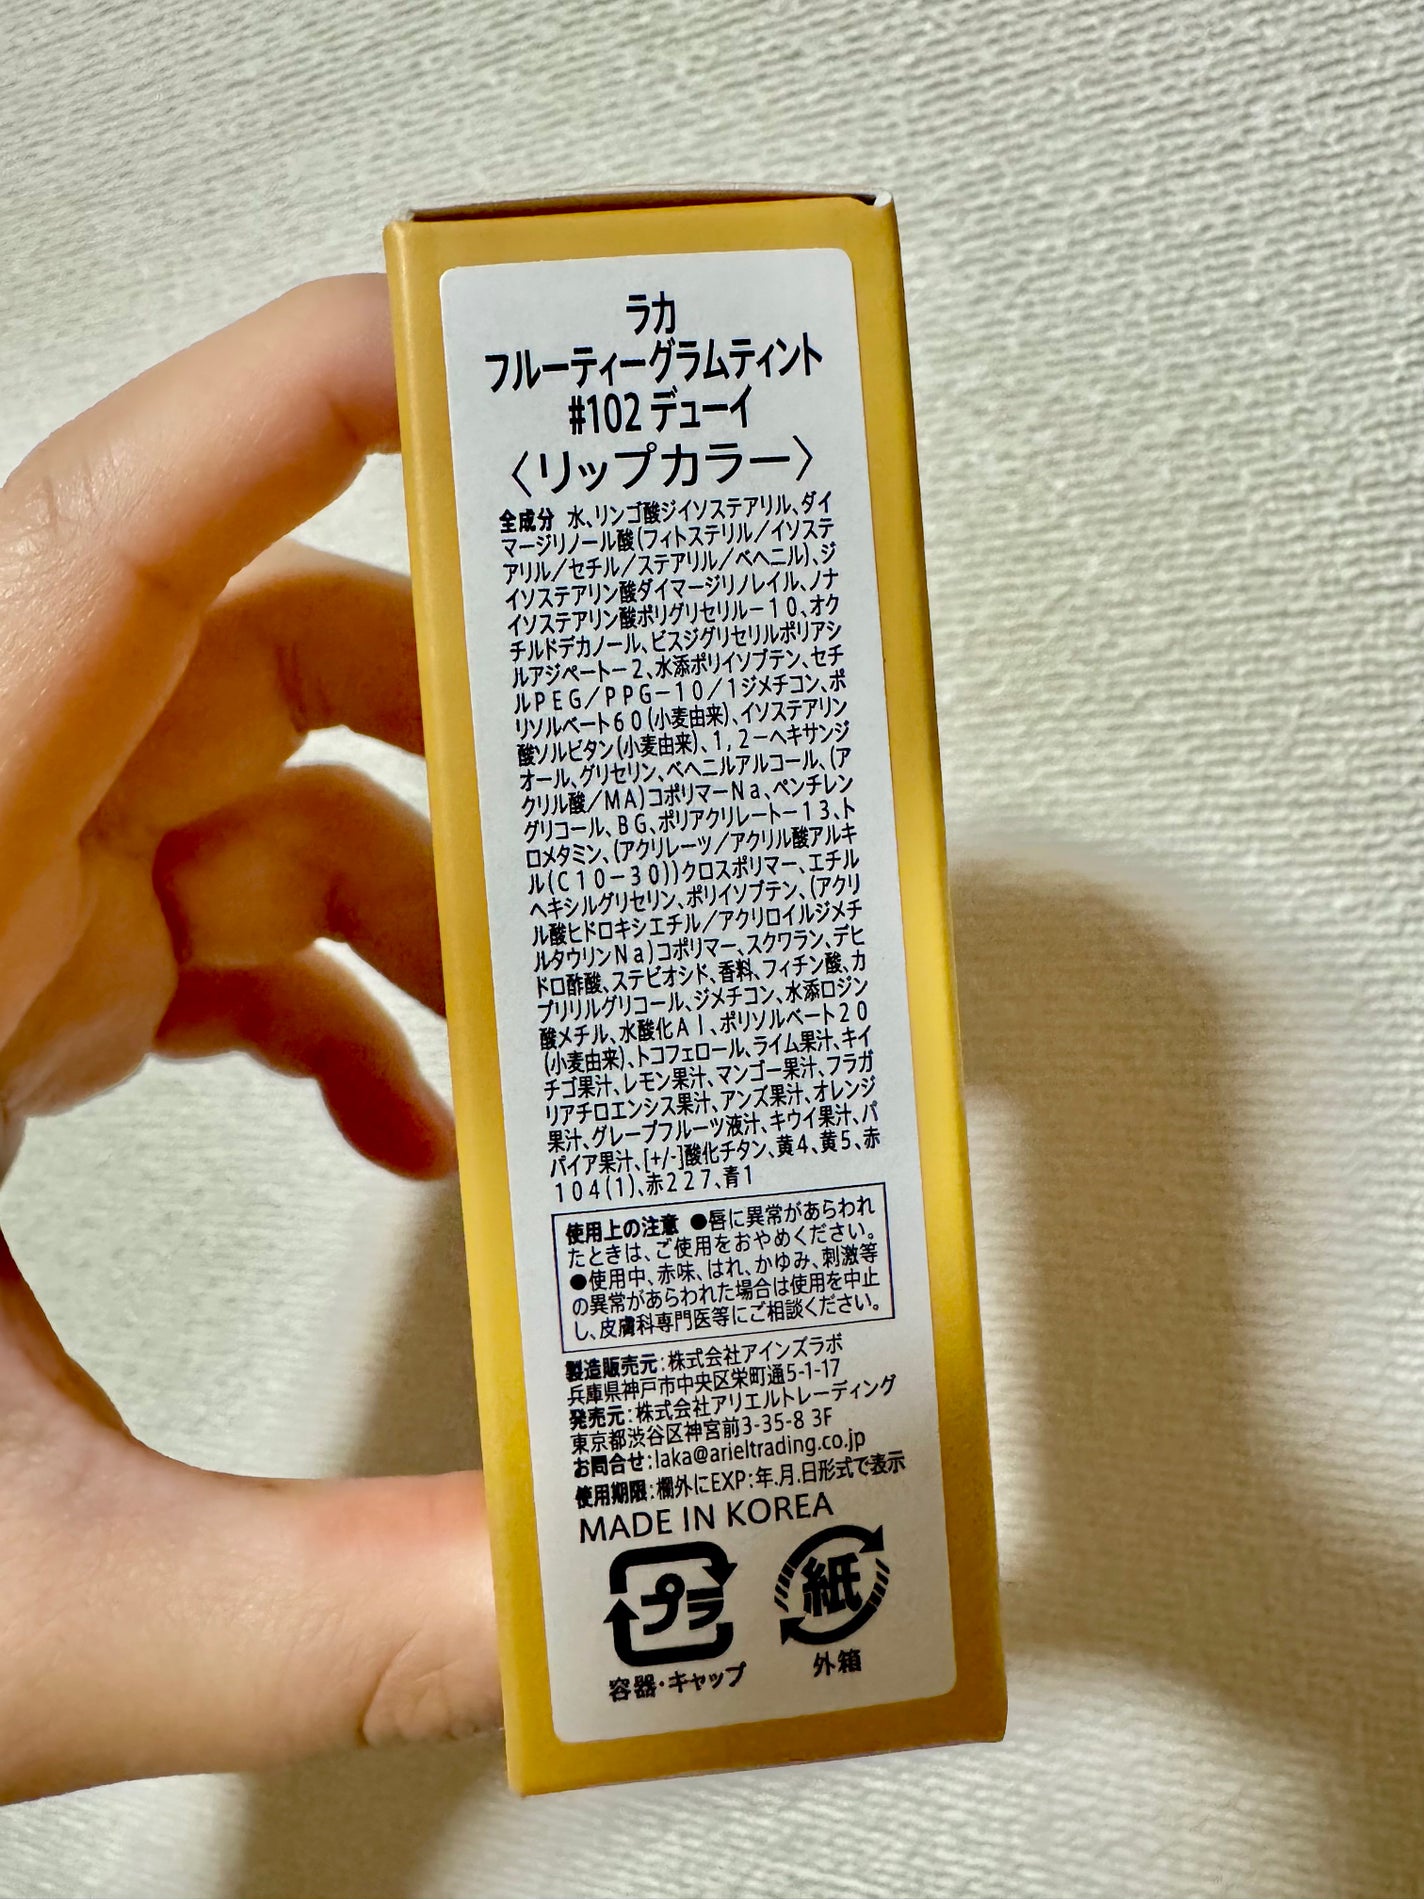 ラカ
フルーティーグラムティント
#102 デューイ
〈リップカラー〉
全成分 水、リンゴ酸ジイソステアリル、ダイ
マージリノール酸(フィトステリル／イソステ
アリル／セチル／ステアリル／ベヘニル)、ジ
イソステアリン酸ダイマージリノレイル、ノナ
イソステアリン酸ポリグリセリル－10、オク
チルドデカノール、ビスジグリセリルポリアシ
ルアジペート－2、水添ポリイソブテン、セチ
ルPEG／PPG－10／1ジメチコン、ポ
リソルベート60(小麦由来)、イソステアリン
酸ソルビタン(小麦由来)、1,2－ヘキサンジ
オール、グリセリン、ベヘニルアルコール、(ア
クリル酸／MA)コポリマーNa、ペンチレン
グリコール、BG、ポリアクリレート－13、ト
ロメタミン、(アクリレーツ／アクリル酸アルキ
ル(C10－30))クロスポリマー、エチル
ヘキシルグリセリン、ポリイソブテン、(アクリ
ル酸ヒドロキシエチル／アクリロイルジメチ
ルタウリンNa)コポリマー、スクワラン、デヒ
ドロ酢酸、ステビオシド、香料、フィチン酸、カ
プリリルグリコール、ジメチコン、水添ロジン
酸メチル、水酸化Al、ポリソルベート20
(小麦由来)、トコフェロール、ライム果汁、キイ
チゴ果汁、レモン果汁、マンゴー果汁、フラガ
リアチロエンシス果汁、アンズ果汁、オレンジ
果汁、グレープフルーツ液汁、キウイ果汁、パ
パイア果汁、[+/-]酸化チタン、黄4、黄5、赤
104(1)、赤227、青1
使用上の注意 ●唇に異常があらわれ
たときは、ご使用をおやめください。
●使用中、赤味、はれ、かゆみ、刺激等
の異常があらわれた場合は使用を中止
し、皮膚科専門医等にご相談ください。
製造販売元：株式会社アインズラボ
兵庫県神戸市中央区栄町通5-1-17
発売元：株式会社アリエルトレーディング
東京都渋谷区神宮前3-35-8 3F
お問合せ：laka@arieltrading.co.jp
使用期限：欄外にEXP：年.月.日形式で表示
MADE IN KOREA
プラ 紙
容器・キャップ 外箱